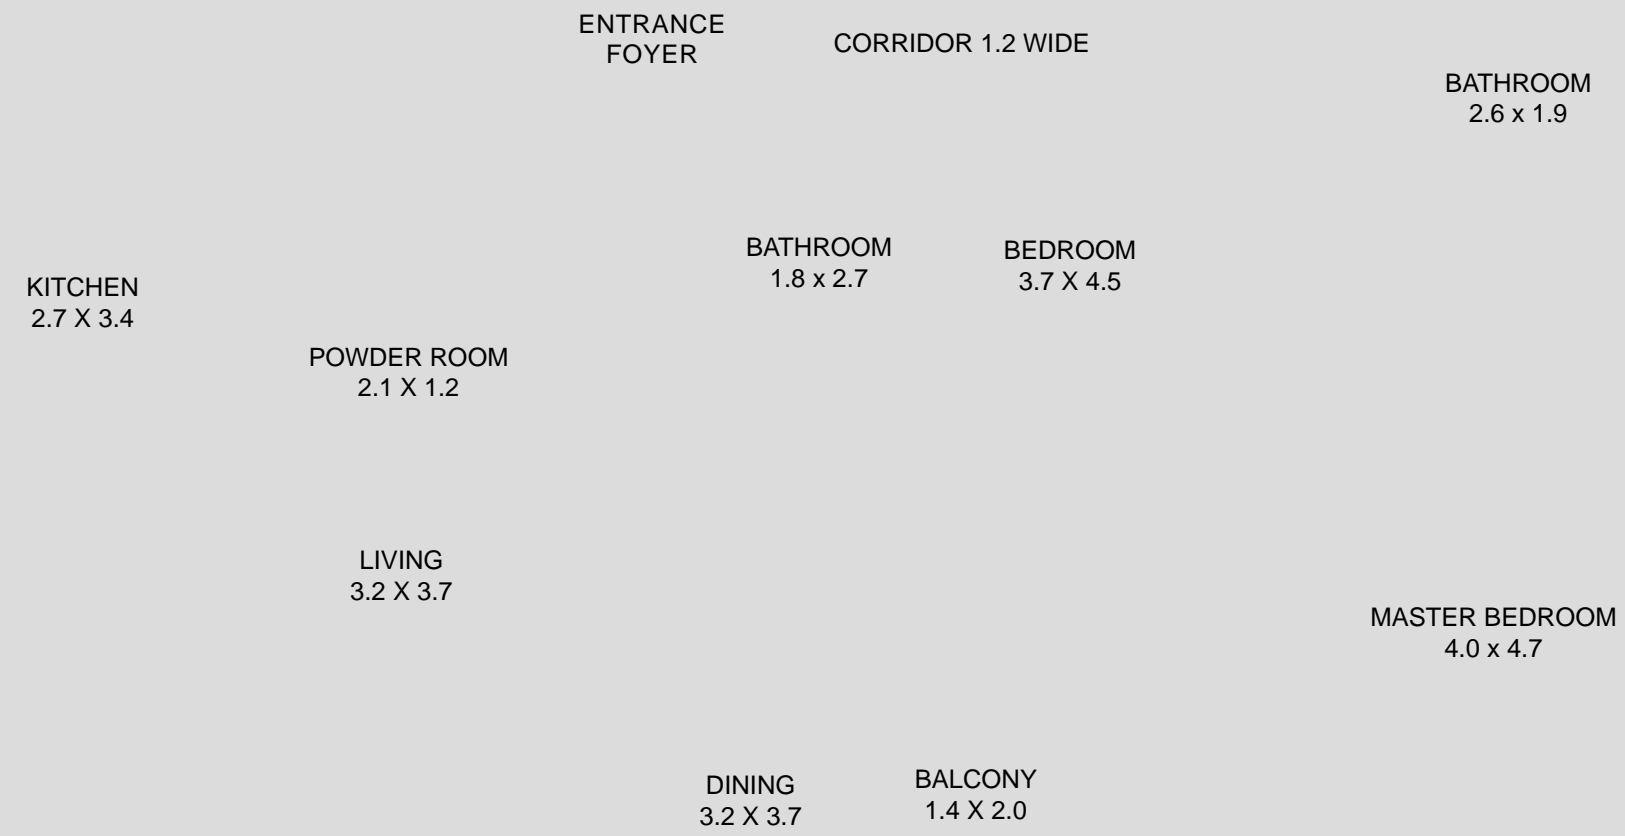 ENTRANCE
FOYER
CORRIDOR 1.2 WIDE
BATHROOM
2.6 x 1.9
BATHROOM
1.8 x 2.7
BEDROOM
3.7 X 4.5
KITCHEN
2.7 X 3.4
POWDER ROOM
2.1 X 1.2
LIVING
3.2 X 3.7
MASTER BEDROOM
4.0 x 4.7
DINING
3.2 X 3.7
BALCONY
1.4 X 2.0